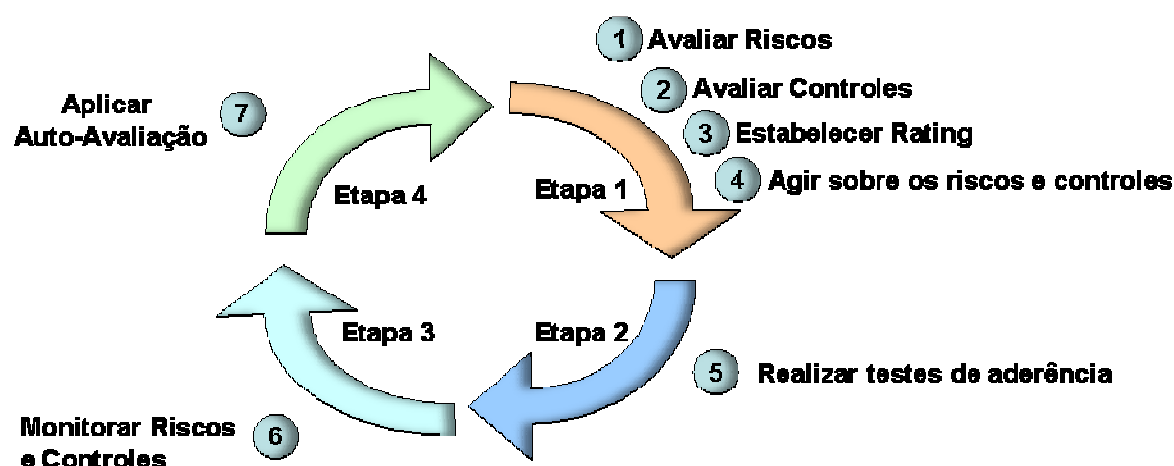 1 Avaliar Riscos
2 Avaliar Controles
3 Estabelecer Rating
4 Agir sobre os riscos e controles
Etapa 1
Etapa 2
5 Realizar testes de aderência
Etapa 3
6 Monitorar Riscos
e Controles
Etapa 4
7 Aplicar
Auto-Avaliação